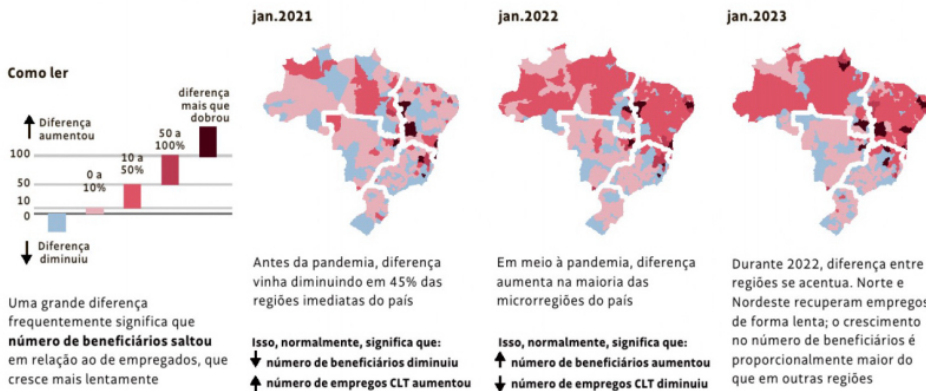 Como ler
Diferença
aumentou
diferença
mais que
dobrou
50 a
100%
10 a
50%
0 a
10%
100
50
10
0
Diferença
diminuiu
Uma grande diferença
frequentemente significa que
número de beneficiários saltou
em relação ao de empregados, que
cresce mais lentamente
jan.2021
Antes da pandemia, diferença
vinha diminuindo em 45% das
regiões imediatas do país
Isso, normalmente, significa que:
número de beneficiários diminuiu
número de empregos CLT aumentou
jan.2022
Em meio à pandemia, diferença
aumenta na maioria das
microrregiões do país
Isso, normalmente, significa que:
número de beneficiários aumentou
número de empregos CLT diminuiu
jan.2023
Durante 2022, diferença entre
regiões se acentua. Norte e
Nordeste recuperam empregos
de forma lenta; o crescimento
no número de beneficiários é
proporcionalmente maior do
que em outras regiões